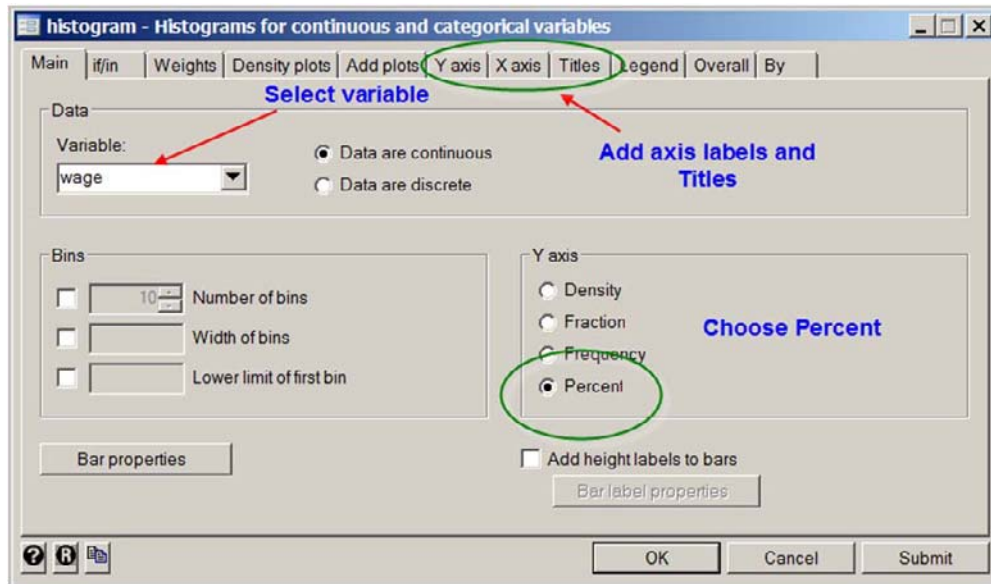 histogram - Histograms for continuous and categorical variables
Main if/in Weights Density plots Add plots Y axis X axis Titles Legend Overall By
Select variable
Data
Variable:
wage
Data are continuous
Data are discrete
Add axis labels and
Titles
Bins
10
Number of bins
Width of bins
Lower limit of first bin
Y axis
Density
Fraction
Frequency
Percent
Choose Percent
Bar properties
Add height labels to bars
Bar label properties
? R
OK Cancel Submit